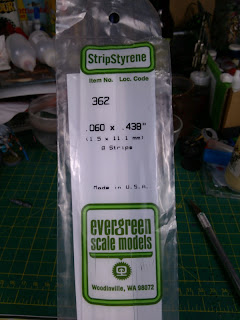 StripStyrene
Item No. Loc. Code
362
.060 x .438"
(1.5 x 11.1 mm)
8 Strips
Made in U.S.A.
evergreen
scale models
Woodinville, WA 98072